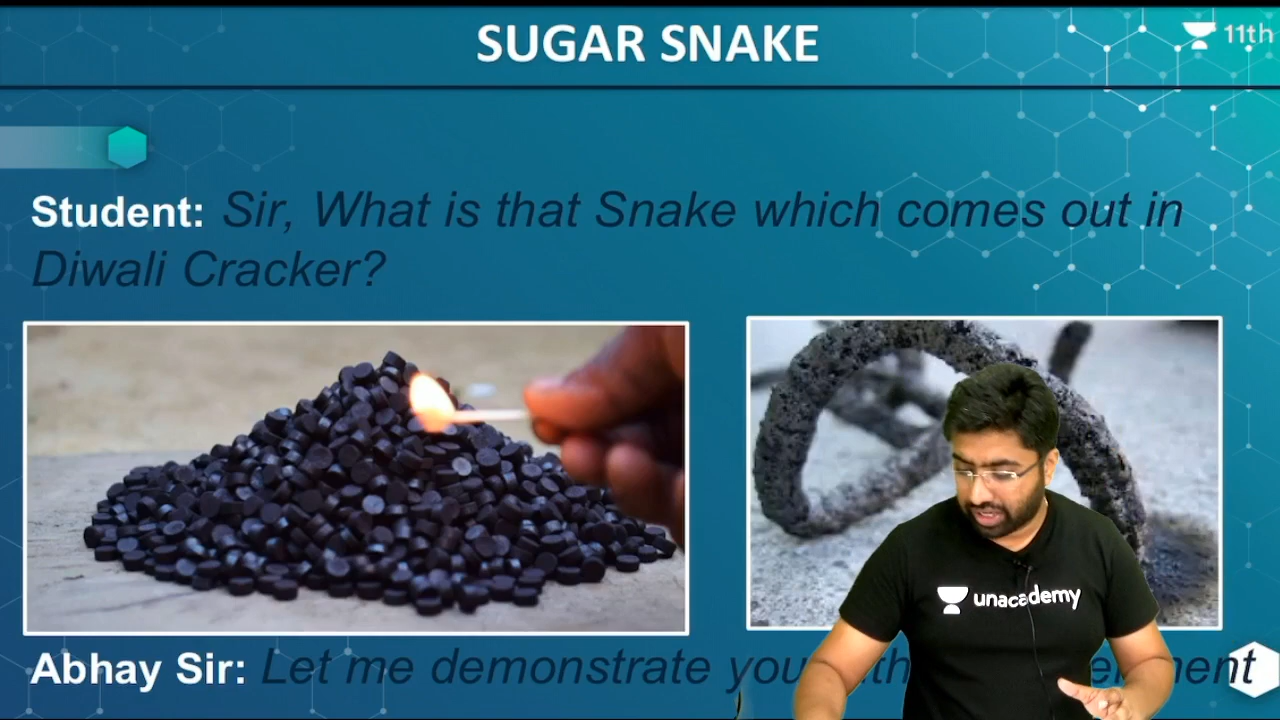 SUGAR SNAKE
11th
Student: Sir, What is that Snake which comes out in
Diwali Cracker?
unacademy
Abhay Sir: Let me demonstrate you